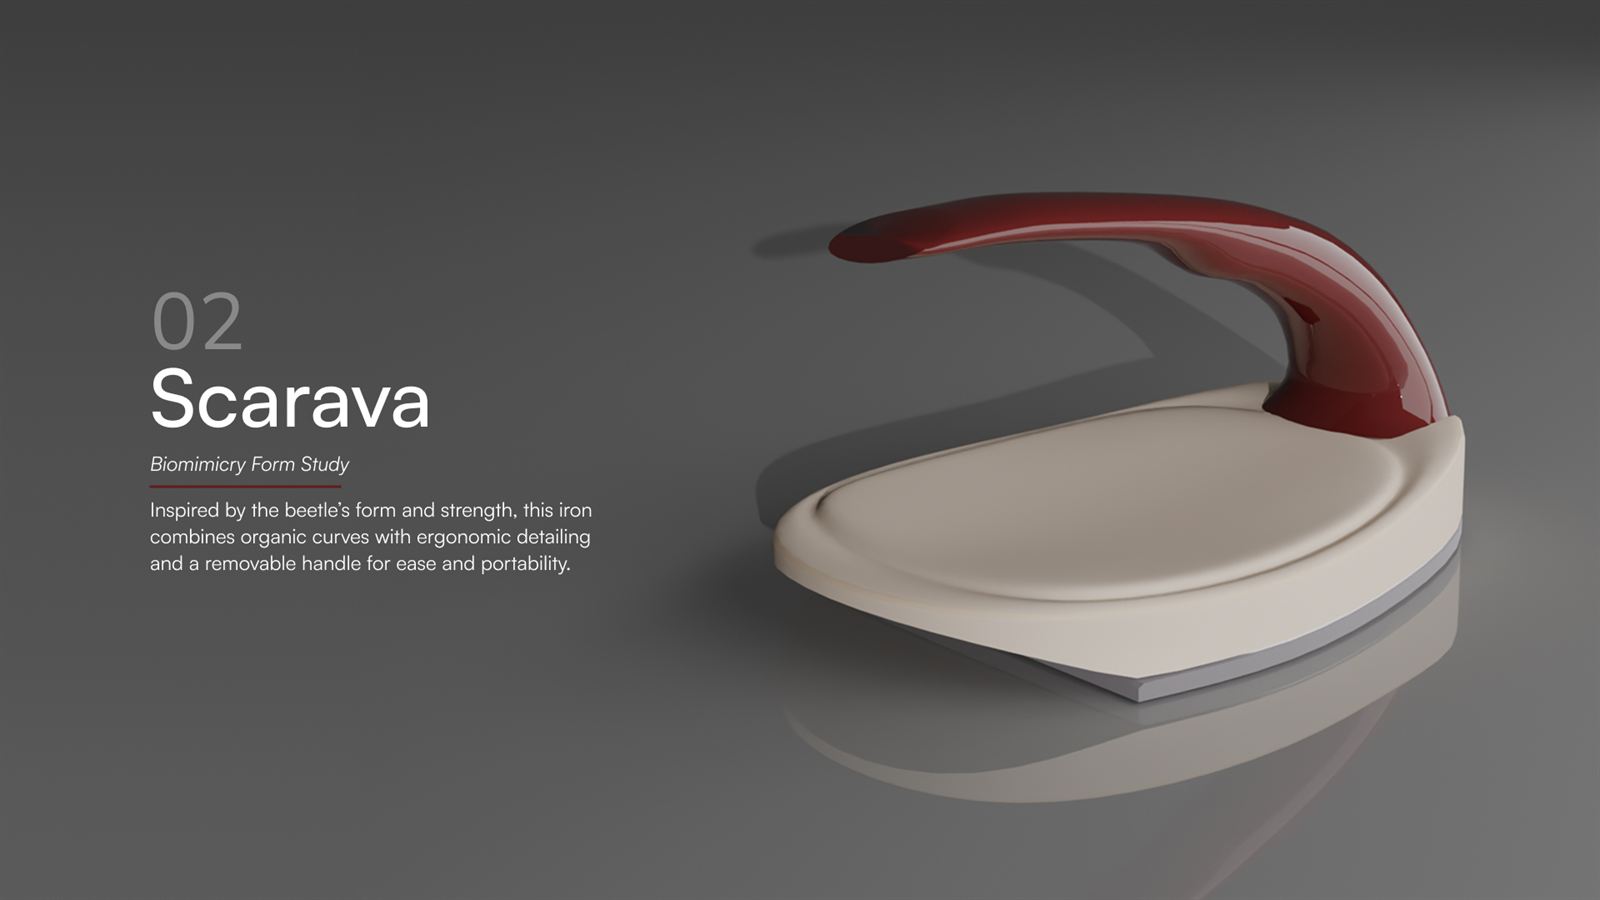 02
Scarava
Biomimicry Form Study
Inspired by the beetle’s form and strength, this iron
combines organic curves with ergonomic detailing
and a removable handle for ease and portability.